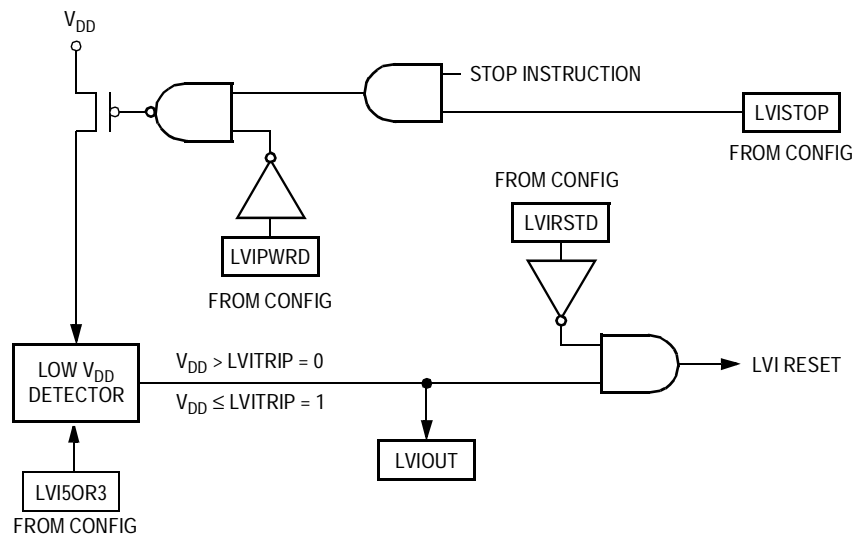 VDD
STOP INSTRUCTION
LVISTOP
FROM CONFIG
FROM CONFIG
LVIRSTD
LVIPWRD
FROM CONFIG
LOW VDD
DETECTOR
VDD > LVITRIP = 0
VDD ≤ LVITRIP = 1
LVI RESET
LVIOUT
LVI5OR3
FROM CONFIG